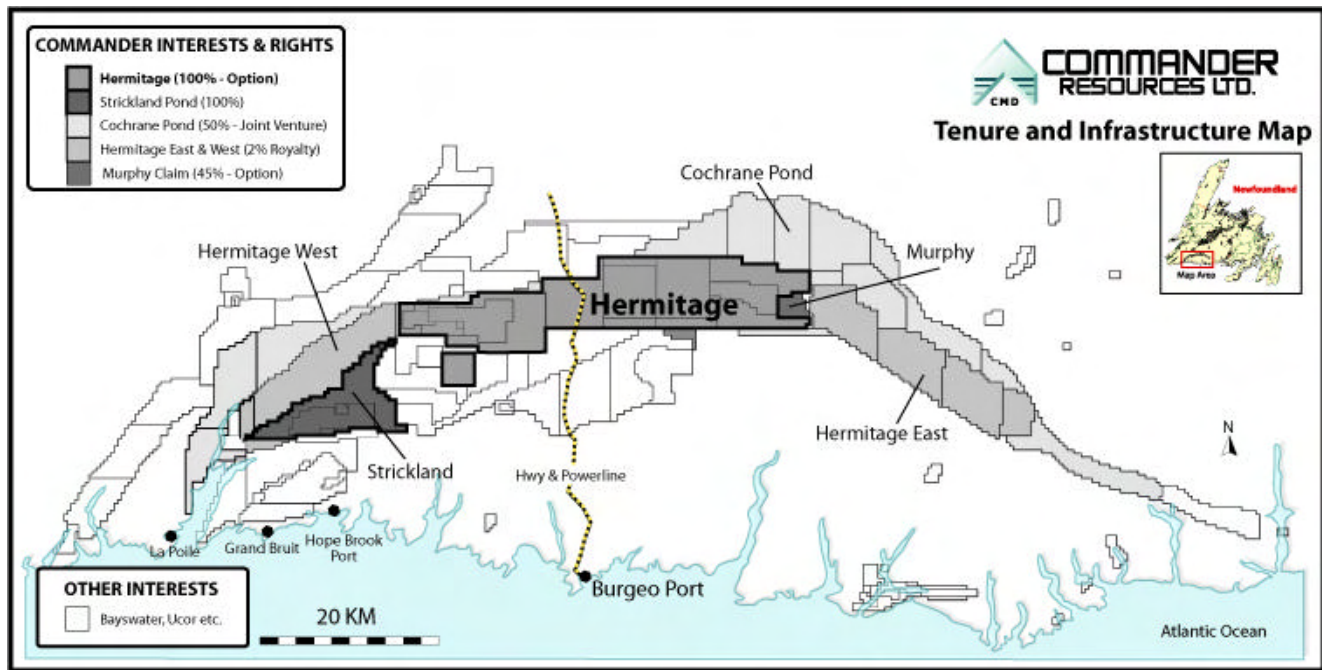 COMMANDER INTERESTS & RIGHTS
Hermitage (100% - Option)
Strickland Pond (100%)
Cochrane Pond (50% - Joint Venture)
Hermitage East & West (2% Royalty)
Murphy Claim (45% - Option)
CMD
COMMANDER
RESOURCES LTD.
Tenure and Infrastructure Map
Newfoundland
Map Area
Cochrane Pond
Hermitage West
Murphy
Hermitage
Hermitage East
N
Strickland
Hwy & Powerline
La Poile
Grand Bruit
Hope Brook
Port
Burgeo Port
OTHER INTERESTS
Bayswater, Ucor etc.
20 KM
Atlantic Ocean